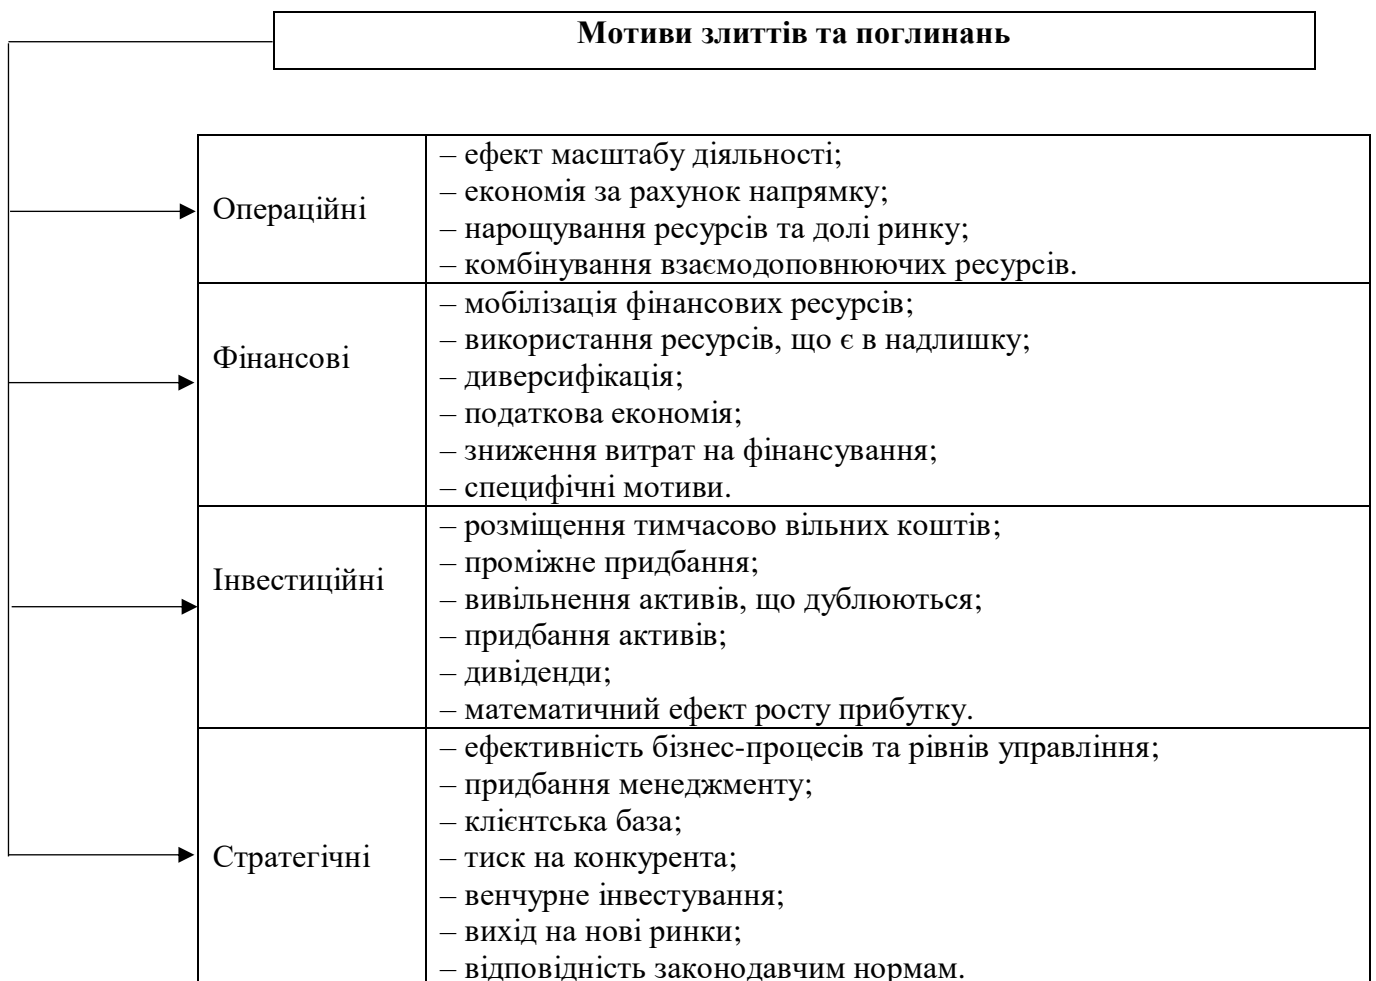 Мотиви злиттів та поглинань
Операційні
– ефект масштабу діяльності;
– економія за рахунок напрямку;
– нарощування ресурсів та долі ринку;
– комбінування взаємодоповнюючих ресурсів.
Фінансові
– мобілізація фінансових ресурсів;
– використання ресурсів, що є в надлишку;
– диверсифікація;
– податкова економія;
– зниження витрат на фінансування;
– специфічні мотиви.
Інвестиційні
– розміщення тимчасово вільних коштів;
– проміжне придбання;
– вивільнення активів, що дублюються;
– придбання активів;
– дивіденди;
– математичний ефект росту прибутку.
Стратегічні
– ефективність бізнес-процесів та рівнів управління;
– придбання менеджменту;
– клієнтська база;
– тиск на конкурента;
– венчурне інвестування;
– вихід на нові ринки;
– відповідність законодавчим нормам.